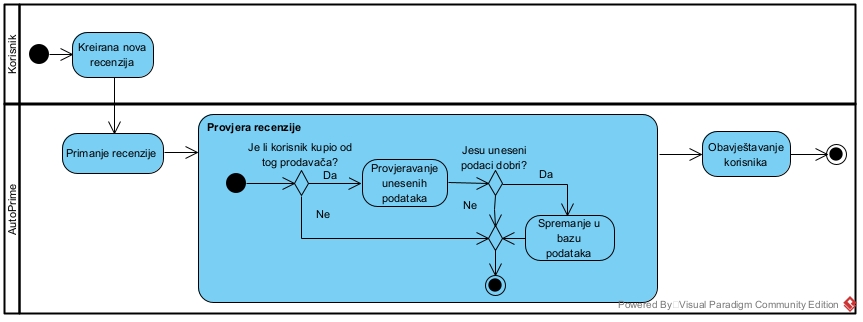 Korisnik
Kreirana nova
recenzija
AutoPrime
Primanje recenzije
Provjera recenzije
Je li korisnik kupio od
tog prodavača?
Da
Ne
Provjeravanje
unesenih
podataka
Jesu uneseni
podaci dobri?
Da
Ne
Spremanje u
bazu
podataka
Obavještavanje
korisnika
Powered By Visual Paradigm Community Edition